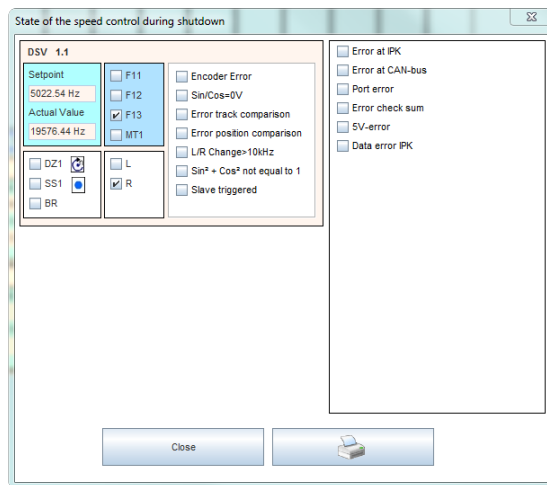 State of the speed control during shutdown
DSV 1.1
Setpoint
5022.54 Hz
Actual Value
19576.44 Hz
F11
F12
F13
MT1
Encoder Error
Sin/Cos=0V
Error track comparison
Error position comparison
L/R Change>10kHz
Sin² + Cos² not equal to 1
Slave triggered
DZ1
SS1
BR
L
R
Error at IPK
Error at CAN-bus
Port error
Error check sum
5V-error
Data error IPK
Close